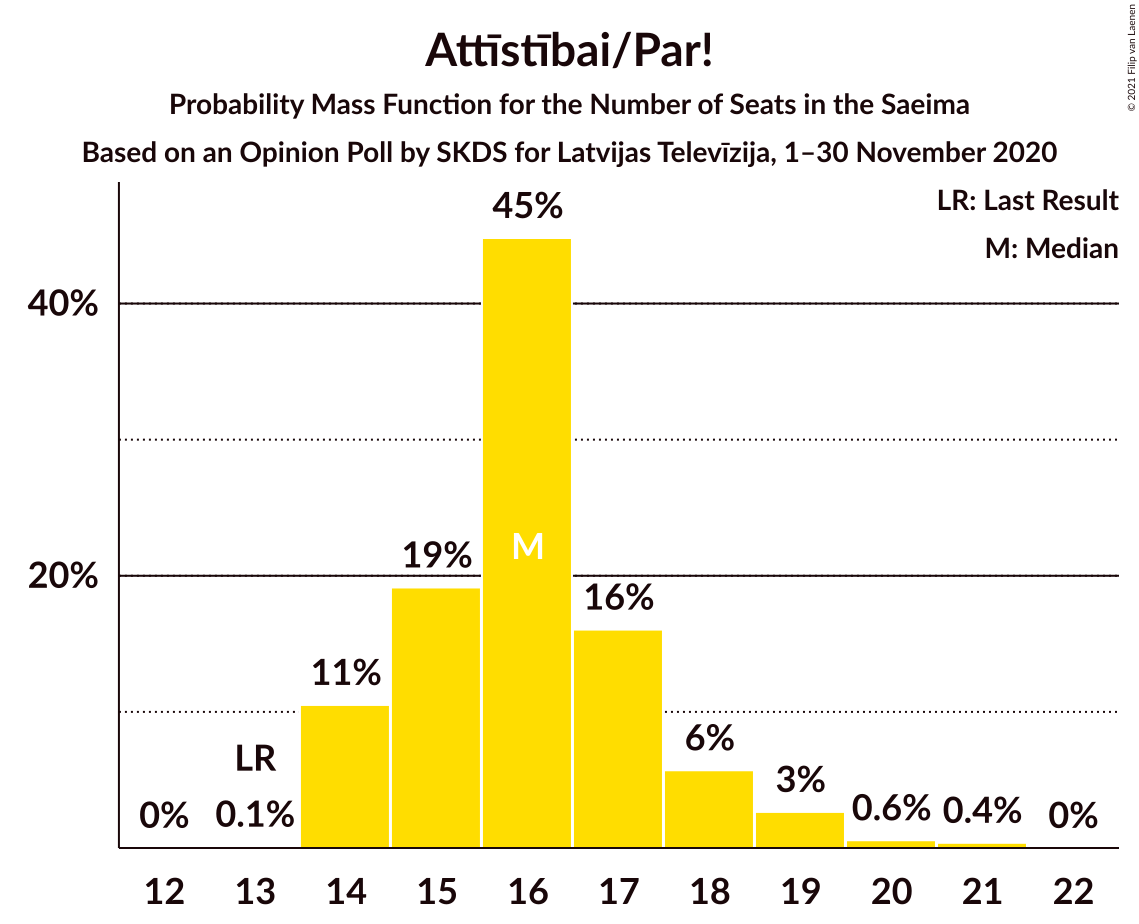 Attīstībai/Par!
Probability Mass Function for the Number of Seats in the Saeima
Based on an Opinion Poll by SKDS for Latvijas Televīzija, 1–30 November 2020
© 2021 Filip van Laenen
LR: Last Result
M: Median
45%
40%
M
19%
20%
16%
11%
LR
6%
3%
0% 0.1% 0.6% 0.4% 0%
12 13 14 15 16 17 18 19 20 21 22